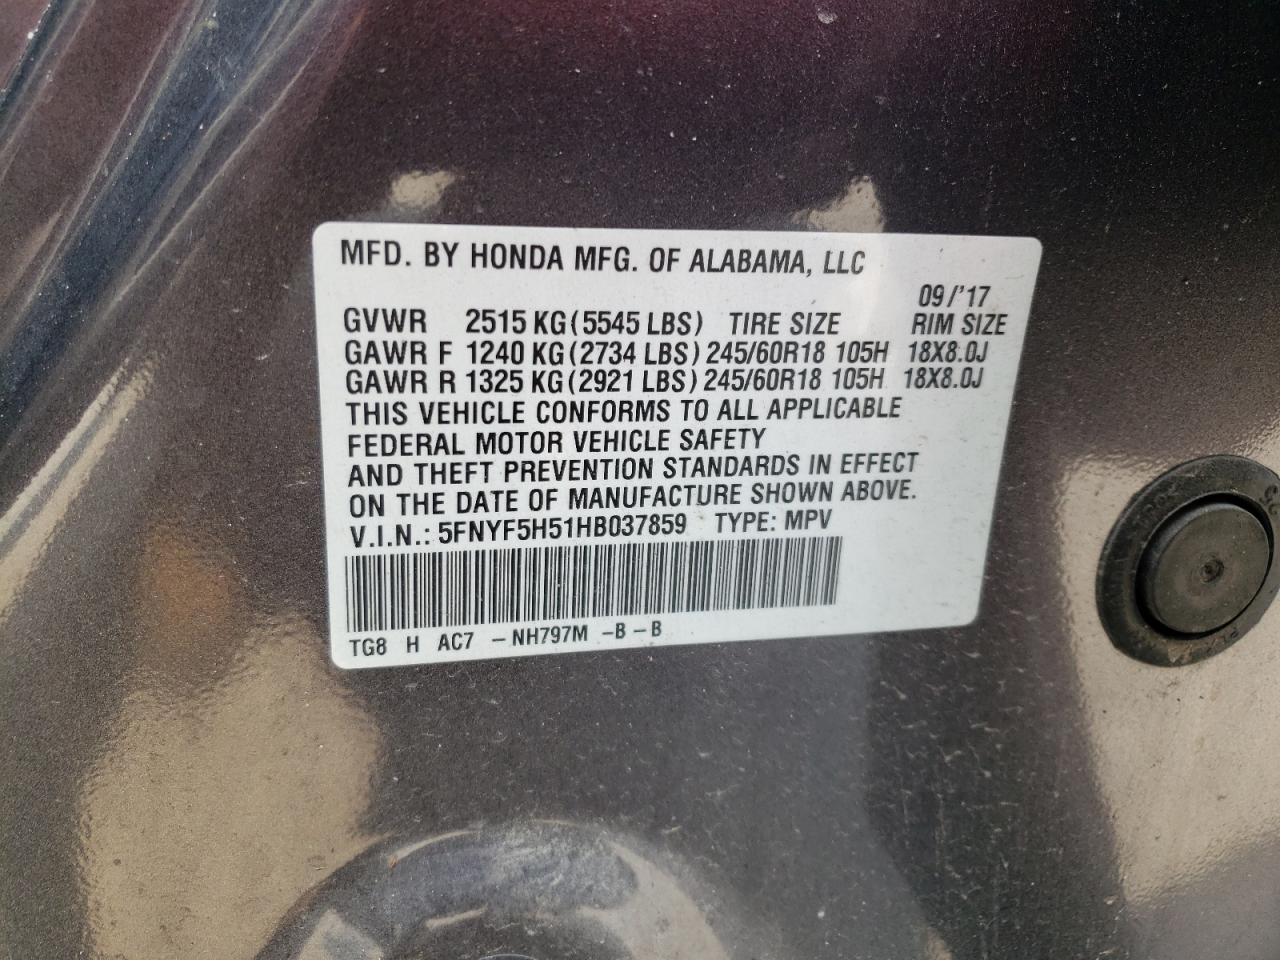 MFD. BY HONDA MFG. OF ALABAMA, LLC
09/'17
GVWR 2515 KG (5545 LBS) TIRE SIZE RIM SIZE
GAWR F 1240 KG (2734 LBS) 245/60R18 105H 18X8.0J
GAWR R 1325 KG (2921 LBS) 245/60R18 105H 18X8.0J
THIS VEHICLE CONFORMS TO ALL APPLICABLE
FEDERAL MOTOR VEHICLE SAFETY
AND THEFT PREVENTION STANDARDS IN EFFECT
ON THE DATE OF MANUFACTURE SHOWN ABOVE.
V.I.N.: 5FNYF5H51HB037859 TYPE: MPV
TG8 H AC7 -NH797M -B-B